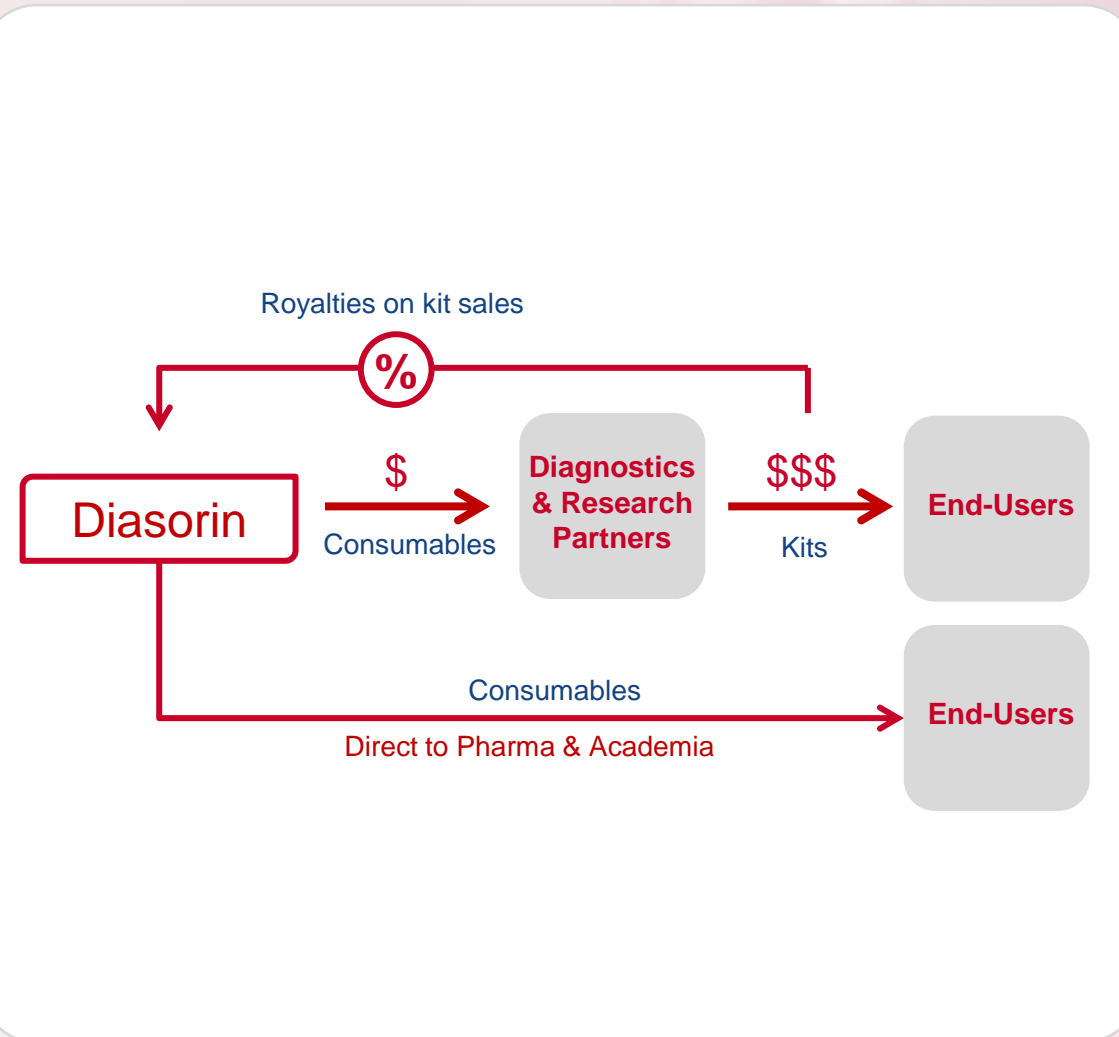 Royalties on kit sales
%
Diasorin
$
Consumables
Diagnostics
& Research
Partners
$$$
Kits
End-Users
Consumables
Direct to Pharma & Academia
End-Users